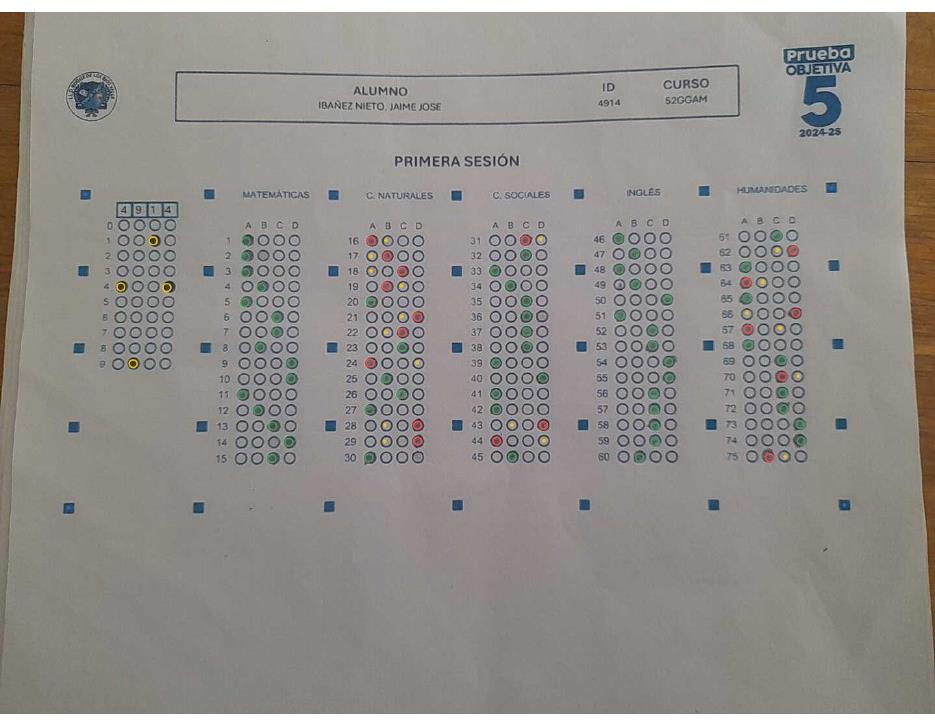 Prueba
OBJETIVA
5
2024-25
ALUMNO ID CURSO
IBAÑEZ NIETO, JAIME JOSE 4914 52GGAM
PRIMERA SESIÓN
MATEMÁTICAS C. NATURALES C. SOCIALES INGLÉS HUMANIDADES
4 9 1 4
A B C D A B C D A B C D A B C D A B C D
0
1 1 16 31 46 61
2 2 17 32 47 62
3 3 18 33 48 63
4 4 19 34 49 64
5 5 20 35 50 65
6 6 21 36 51 66
7 7 22 37 52 67
8 8 23 38 53 68
9 9 24 39 54 69
10 25 40 55 70
11 26 41 56 71
12 27 42 57 72
13 28 43 58 73
14 29 44 59 74
15 30 45 60 75